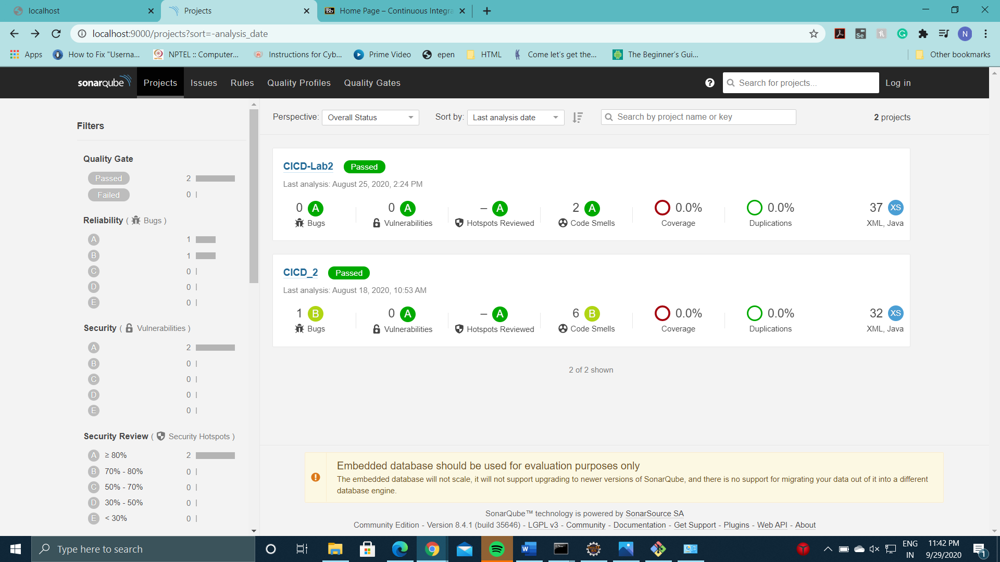 localhost
Projects
Home Page – Continuous Integra
localhost:9000/projects?sort=-analysis_date
Apps
How to Fix "Userna...
NPTEL :: Computer...
Instructions for Cyb...
Prime Video
epen
HTML
Come let's get the...
The Beginner's Gui...
Other bookmarks
sonarqube
Projects
Issues
Rules
Quality Profiles
Quality Gates
Search for projects...
Log in
Filters
Quality Gate
Passed 2
Failed 0
Reliability ( Bugs )
A 1
B 1
C 0
D 0
E 0
Security ( Vulnerabilities )
A 2
B 0
C 0
D 0
E 0
Security Review ( Security Hotspots )
A ≥ 80% 2
B 70% - 80% 0
C 50% - 70% 0
D 30% - 50% 0
E < 30% 0
Perspective: Overall Status
Sort by: Last analysis date
Search by project name or key
2 projects
CICD-Lab2 Passed
Last analysis: August 25, 2020, 2:24 PM
0 A 0 A – A 2 A 0.0% 0.0% 37 XS
Bugs Vulnerabilities Hotspots Reviewed Code Smells Coverage Duplications XML, Java
CICD_2 Passed
Last analysis: August 18, 2020, 10:53 AM
1 B 0 A – A 6 B 0.0% 0.0% 32 XS
Bugs Vulnerabilities Hotspots Reviewed Code Smells Coverage Duplications XML, Java
2 of 2 shown
Embedded database should be used for evaluation purposes only
The embedded database will not scale, it will not support upgrading to newer versions of SonarQube, and there is no support for migrating your data out of it into a different
database engine.
SonarQube™ technology is powered by SonarSource SA
Community Edition - Version 8.4.1 (build 35646) - LGPL v3 - Community - Documentation - Get Support - Plugins - Web API - About
Type here to search
ENG
IN
11:42 PM
9/29/2020
1